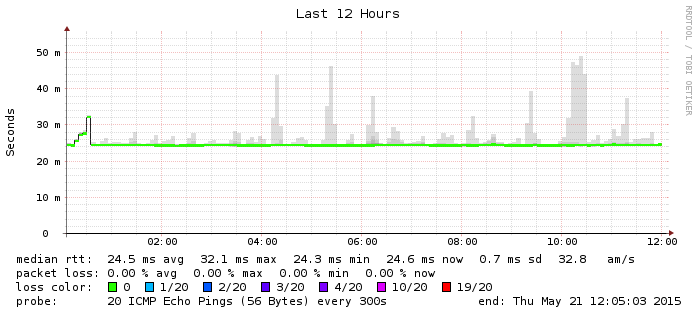 Last 12 Hours
RRDTOOL / TOBI OETIKER
Seconds
50 m
40 m
30 m
20 m
10 m
0
02:00 04:00 06:00 08:00 10:00 12:00
median rtt: 24.5 ms avg 32.1 ms max 24.3 ms min 24.6 ms now 0.7 ms sd 32.8 am/s
packet loss: 0.00 % avg 0.00 % max 0.00 % min 0.00 % now
loss color: 0 1/20 2/20 3/20 4/20 10/20 19/20
probe: 20 ICMP Echo Pings (56 Bytes) every 300s end: Thu May 21 12:05:03 2015